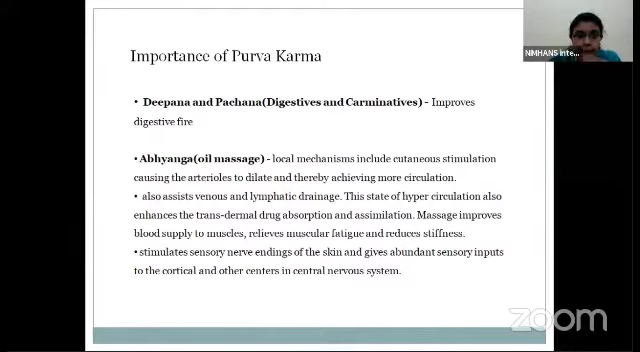 NIMHANS Inte...
Importance of Purva Karma
• Deepana and Pachana(Digestives and Carminatives) - Improves
digestive fire
• Abhyanga(oil massage) - local mechanisms include cutaneous stimulation
causing the arterioles to dilate and thereby achieving more circulation.
• also assists venous and lymphatic drainage. This state of hyper circulation also
enhances the trans-dermal drug absorption and assimilation. Massage improves
blood supply to muscles, relieves muscular fatigue and reduces stiffness.
• stimulates sensory nerve endings of the skin and gives abundant sensory inputs
to the cortical and other centers in central nervous system.
zoom